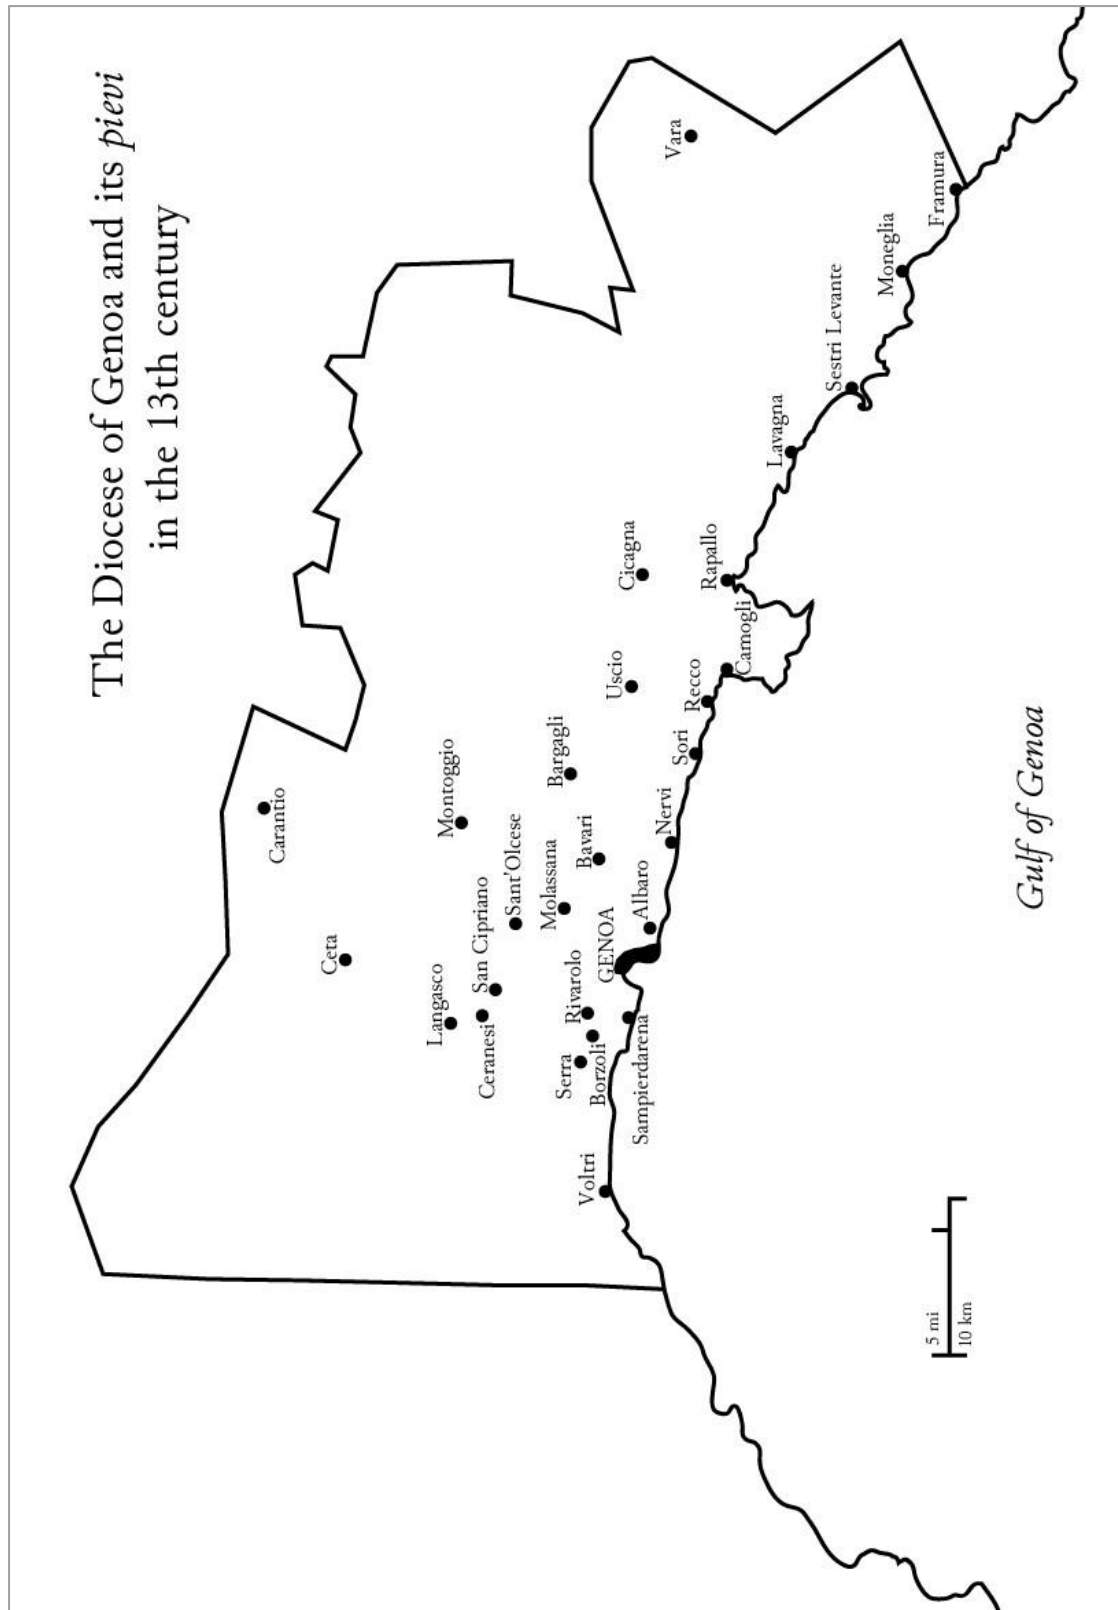 The Diocese of Genoa and its pievi
in the 13th century
Carantio
Ceta
Montoggio
Langasco
San Cipriano
Ceranesi
Sant'Olcese
Molassana
Bargagli
Bavari
Vara
Cicagna
Uscio
Serra
Borzoli
Rivarolo
GENOA
Voltri
Sampierdarena
Albaro
Nervi
Sori
Recco
Camogli
Rapallo
Lavagna
Sestri Levante
Moneglia
Framura
Gulf of Genoa
5 mi
10 km